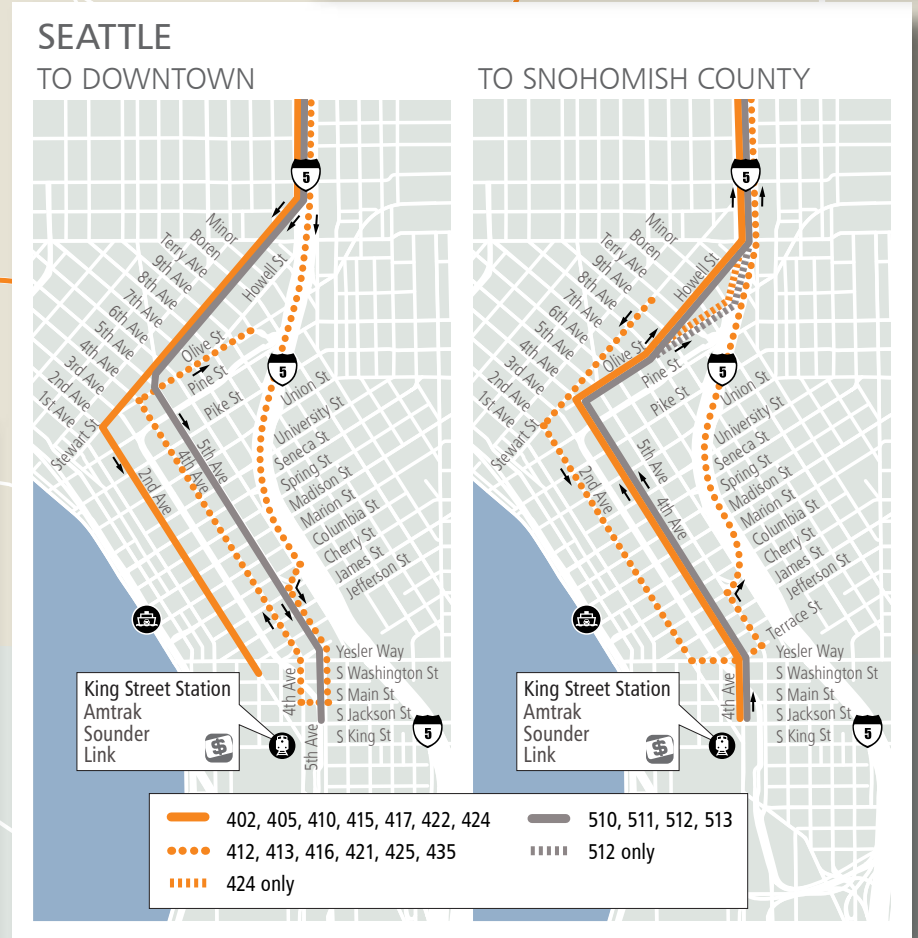 SEATTLE
TO DOWNTOWN
5
Minor
Boren
Terry Ave
9th Ave
8th Ave
7th Ave
6th Ave
5th Ave
4th Ave
3rd Ave
2nd Ave
1st Ave
Stewart St
Howell St
Olive St
Pine St
Pike St
5
Union St
University St
Seneca St
Spring St
Madison St
Marion St
Columbia St
Cherry St
James St
Jefferson St
5th Ave
4th Ave
2nd Ave
Yesler Way
S Washington St
S Main St
S Jackson St
S King St
4th Ave
5th Ave
5
King Street Station
Amtrak
Sounder
Link
$
TO SNOHOMISH COUNTY
5
Minor
Boren
Terry Ave
9th Ave
8th Ave
7th Ave
6th Ave
5th Ave
4th Ave
3rd Ave
2nd Ave
1st Ave
Stewart St
Howell St
Olive St
Pine St
Pike St
5
Union St
University St
Seneca St
Spring St
Madison St
Marion St
Columbia St
Cherry St
James St
Jefferson St
Terrace St
5th Ave
4th Ave
2nd Ave
Yesler Way
S Washington St
S Main St
S Jackson St
S King St
4th Ave
5
King Street Station
Amtrak
Sounder
Link
$
402, 405, 410, 415, 417, 422, 424
412, 413, 416, 421, 425, 435
424 only
510, 511, 512, 513
512 only